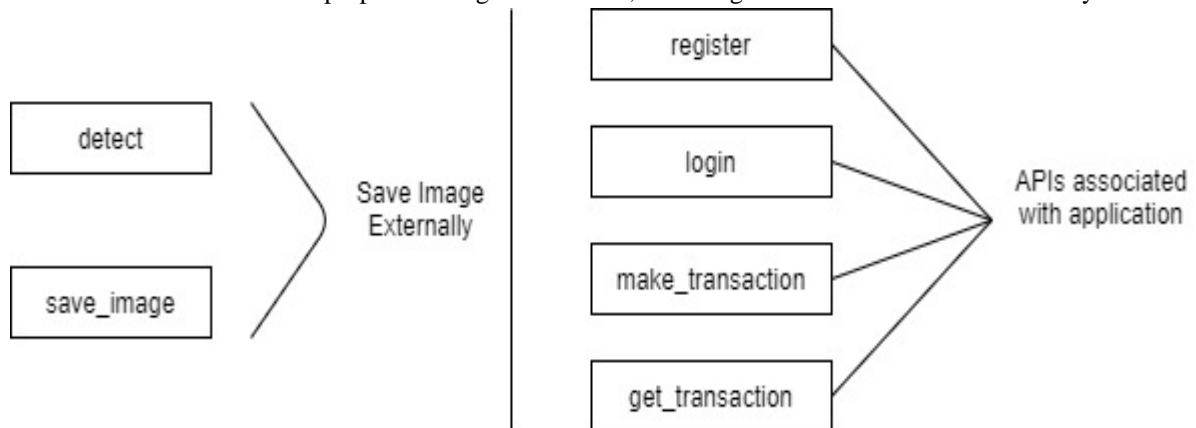 detect
save_image
Save Image
Externally
register
login
make_transaction
get_transaction
APIs associated
with application